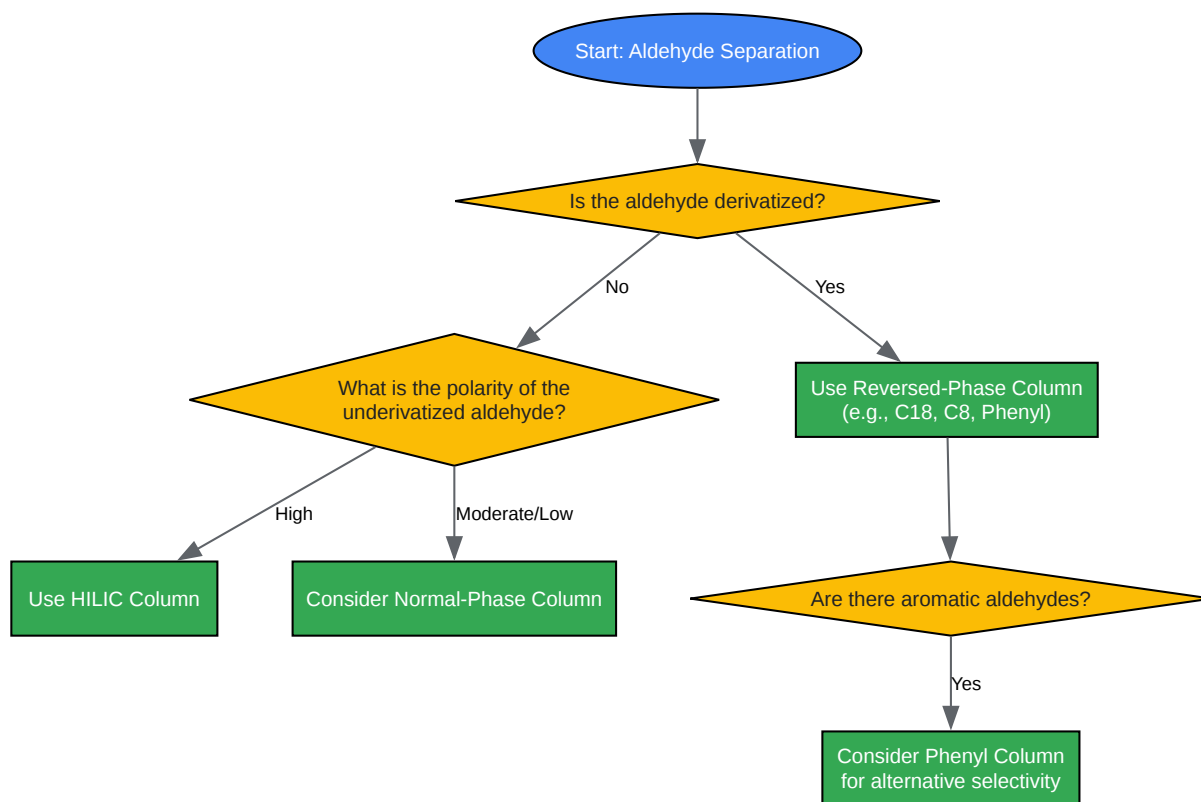 Start: Aldehyde Separation
Is the aldehyde derivatized?
No
Yes
What is the polarity of the
underivatized aldehyde?
Use Reversed-Phase Column
(e.g., C18, C8, Phenyl)
High
Moderate/Low
Use HILIC Column
Consider Normal-Phase Column
Are there aromatic aldehydes?
Yes
Consider Phenyl Column
for alternative selectivity